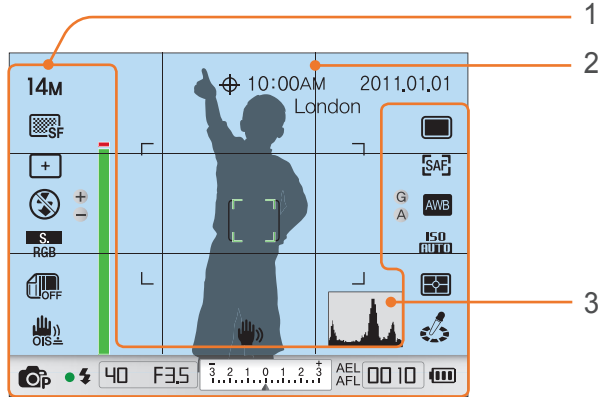 1
2
10:00AM 2011.01.01
London
14M
SF
SAF
G
A
AWB
S.
RGB
ISO
AUTO
OFF
OIS
3
P
40 F3.5
3 2 1 0 1 2 3
AEL
AFL
0010